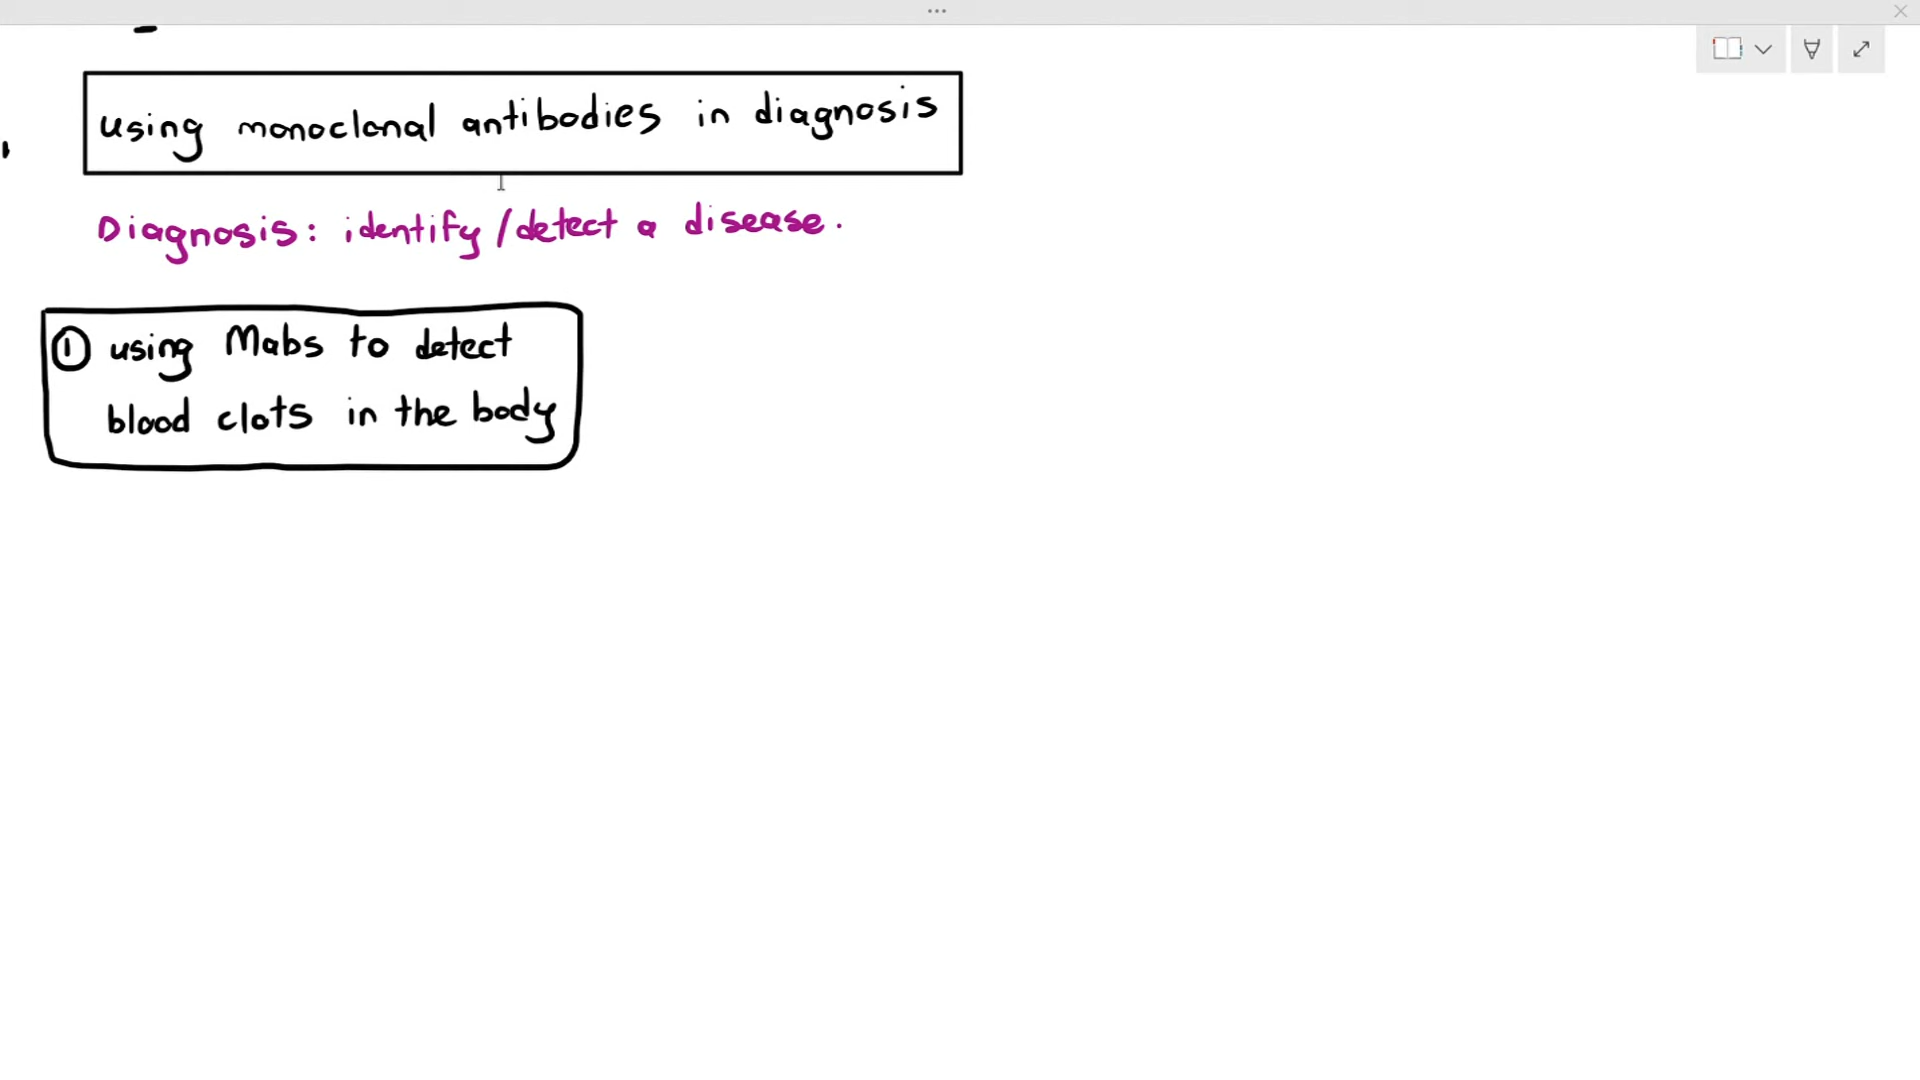 using monoclonal antibodies in diagnosis
Diagnosis: identify/detect a disease.
① using Mabs to detect
blood clots in the body